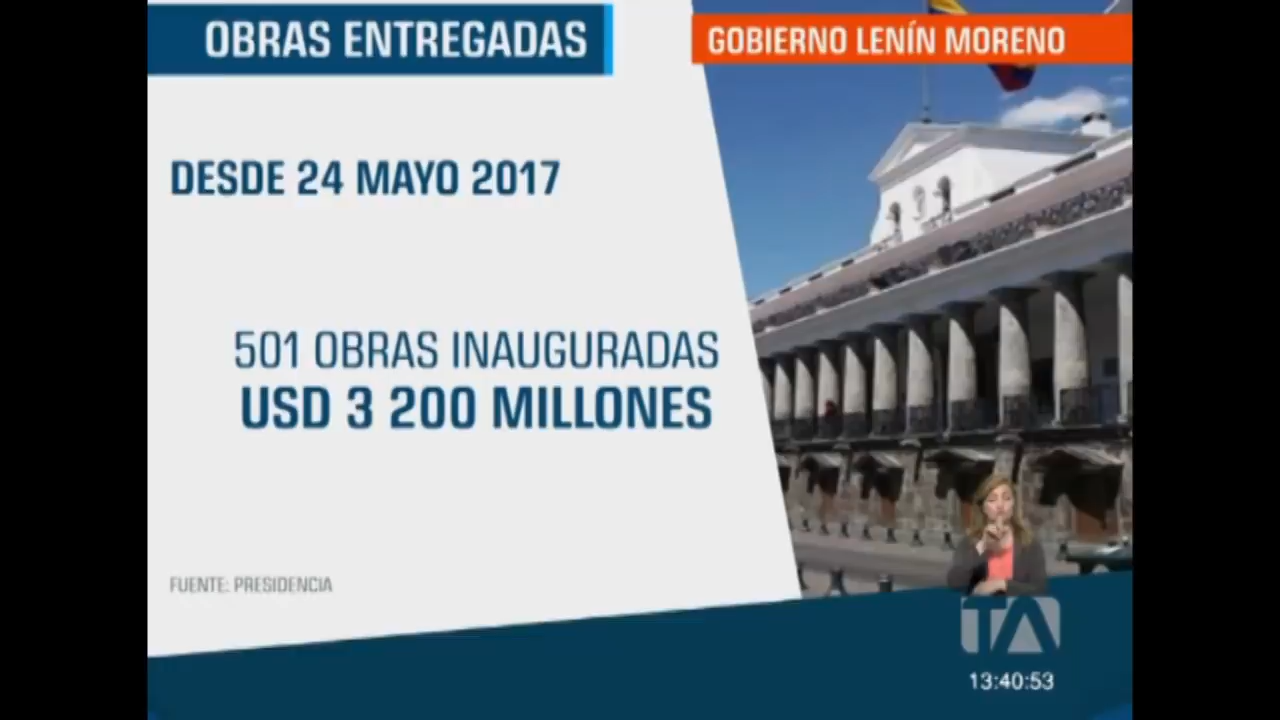 OBRAS ENTREGADAS
GOBIERNO LENÍN MORENO
DESDE 24 MAYO 2017
501 OBRAS INAUGURADAS
USD 3 200 MILLONES
FUENTE: PRESIDENCIA
TA
13:40:53